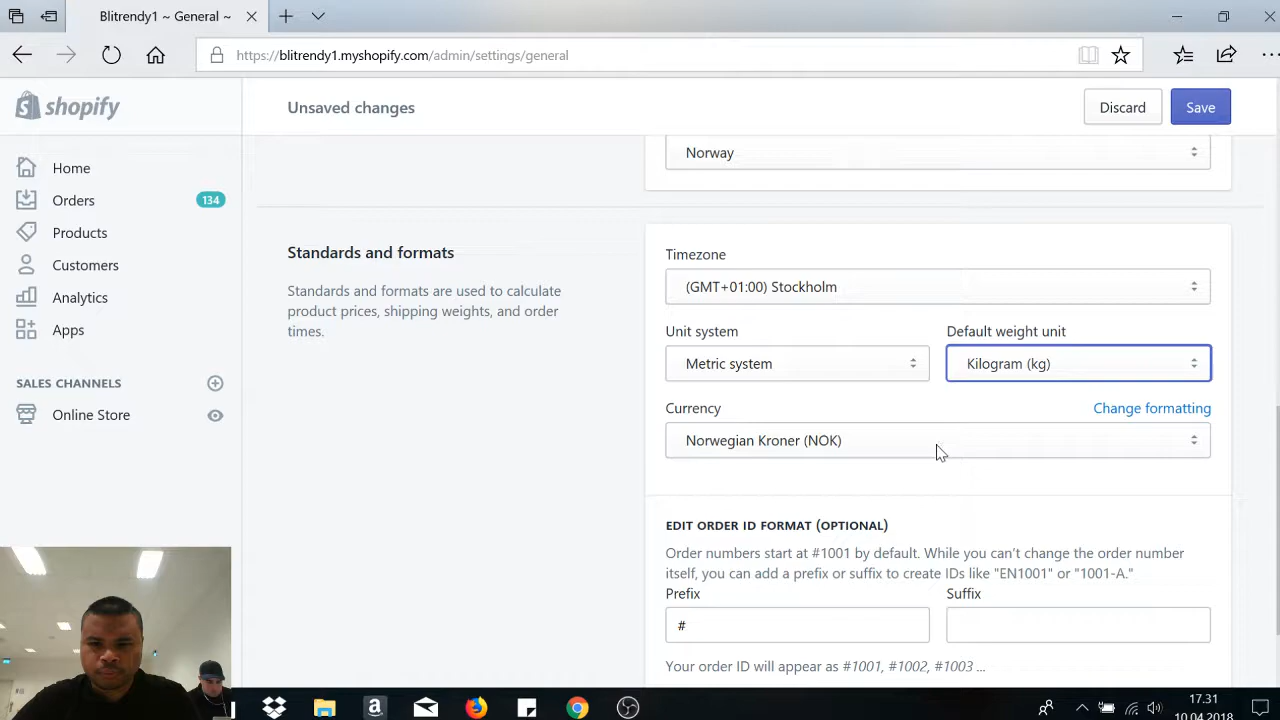 Blitrendy1 ~ General ~
https://blitrendy1.myshopify.com/admin/settings/general
shopify
Unsaved changes
Discard
Save
Home
Orders
134
Products
Customers
Analytics
Apps
SALES CHANNELS
Online Store
Norway
Standards and formats
Standards and formats are used to calculate
product prices, shipping weights, and order
times.
Timezone
(GMT+01:00) Stockholm
Unit system
Default weight unit
Metric system
Kilogram (kg)
Currency
Change formatting
Norwegian Kroner (NOK)
EDIT ORDER ID FORMAT (OPTIONAL)
Order numbers start at #1001 by default. While you can't change the order number
itself, you can add a prefix or suffix to create IDs like "EN1001" or "1001-A."
Prefix
Suffix
#
Your order ID will appear as #1001, #1002, #1003 ...
17.31
10.04.2018